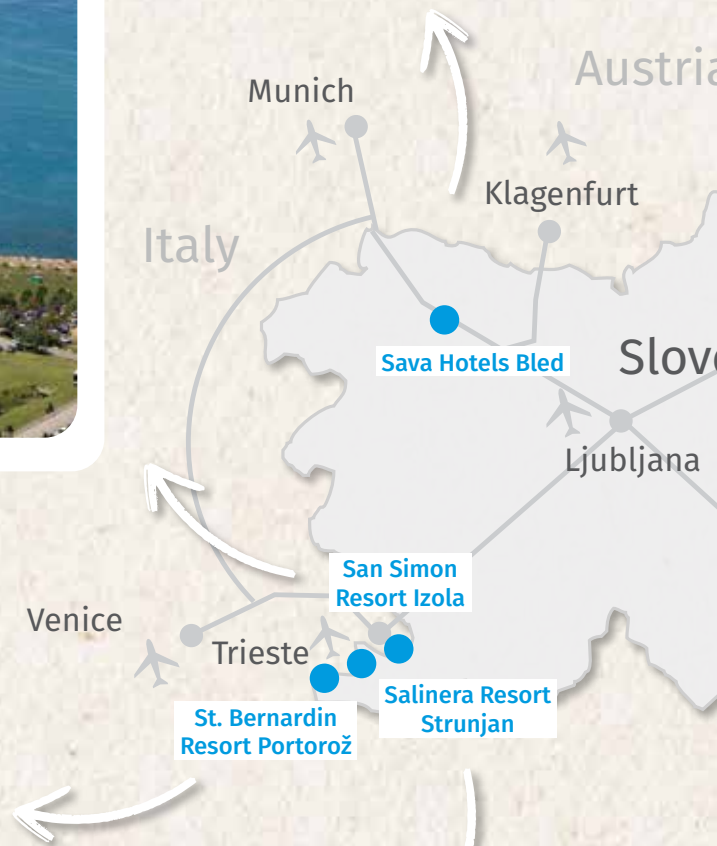 Austria
Munich
Klagenfurt
Italy
Sava Hotels Bled
Slove
Ljubljana
San Simon
Resort Izola
Venice
Trieste
Salinera Resort
Strunjan
St. Bernardin
Resort Portorož